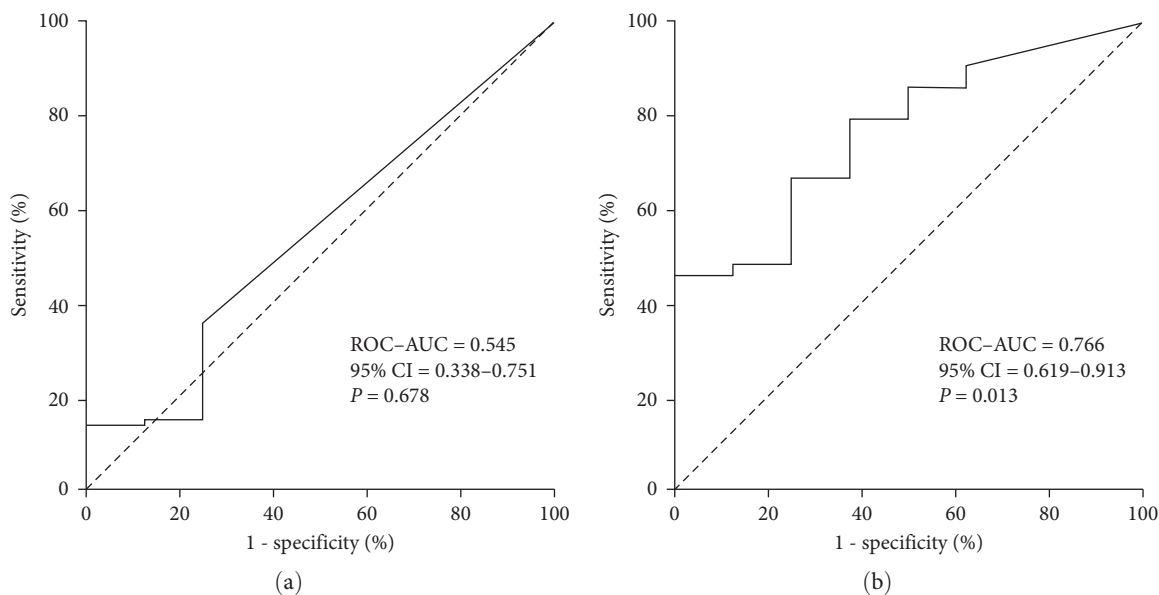 100
80
60
40
20
0
Sensitivity (%)
ROC–AUC = 0.545
95% CI = 0.338–0.751
P = 0.678
0 20 40 60 80 100
1 - specificity (%)
(a)
100
80
60
40
20
0
Sensitivity (%)
ROC–AUC = 0.766
95% CI = 0.619–0.913
P = 0.013
0 20 40 60 80 100
1 - specificity (%)
(b)